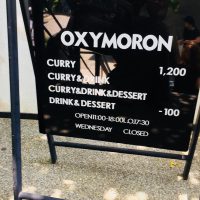 OXYMORON
CURRY 1,200
CURRY&DRINK
CURRY&DRINK&DESSERT
DRINK&DESSERT -100
OPEN11:00-18:00L.O.17:30
WEDNESDAY CLOSED